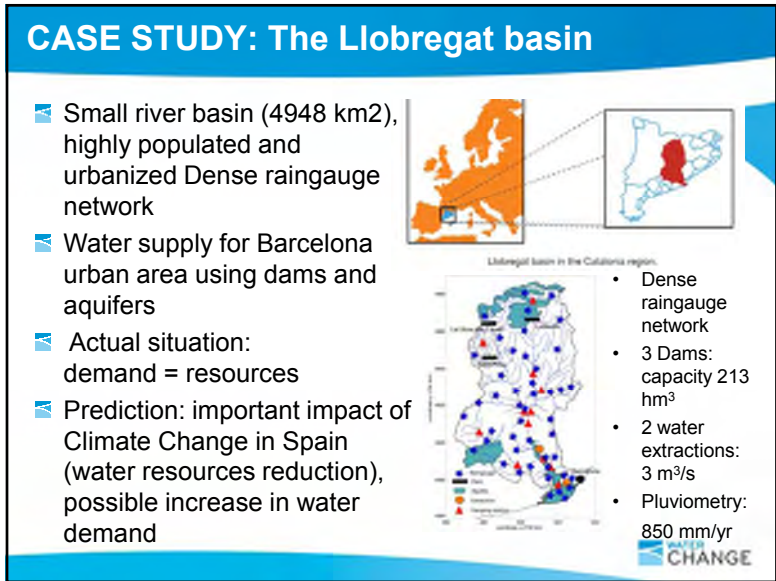 CASE STUDY: The Llobregat basin
Small river basin (4948 km2),
highly populated and
urbanized Dense raingauge
network
Water supply for Barcelona
urban area using dams and
aquifers
Actual situation:
demand = resources
Prediction: important impact of
Climate Change in Spain
(water resources reduction),
possible increase in water
demand
Llobregat basin in the Catalonia region.
• Dense
raingauge
network
• 3 Dams:
capacity 213
hm³
• 2 water
extractions:
3 m³/s
• Pluviometry:
850 mm/yr
WATER
CHANGE